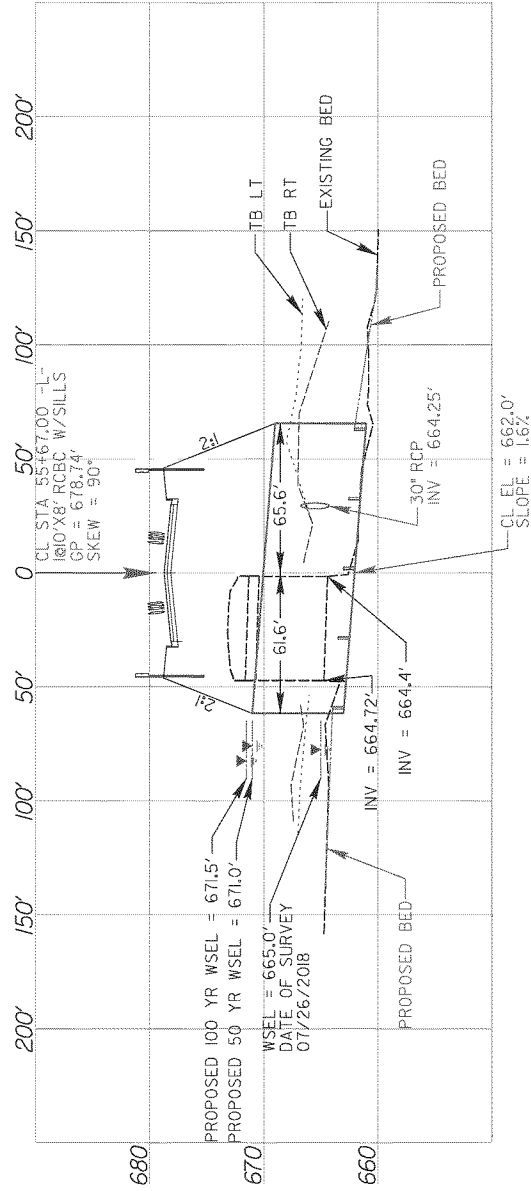 200'
150'
100'
50'
0
50'
100'
150'
200'
680
670
660
CL STA 55+67.00 -L-
1@10'X8' RCBC W/SILLS
GP = 678.74'
SKEW = 90°
2:1
2:1
PROPOSED 100 YR WSEL = 671.5'
PROPOSED 50 YR WSEL = 671.0'
WSEL = 665.0'
DATE OF SURVEY
07/26/2018
61.6'
65.6'
TB LT
TB RT
EXISTING BED
PROPOSED BED
INV = 664.72'
INV = 664.4'
30" RCP
INV = 664.25'
CL EL = 662.0'
SLOPE = 1.6%
PROPOSED BED